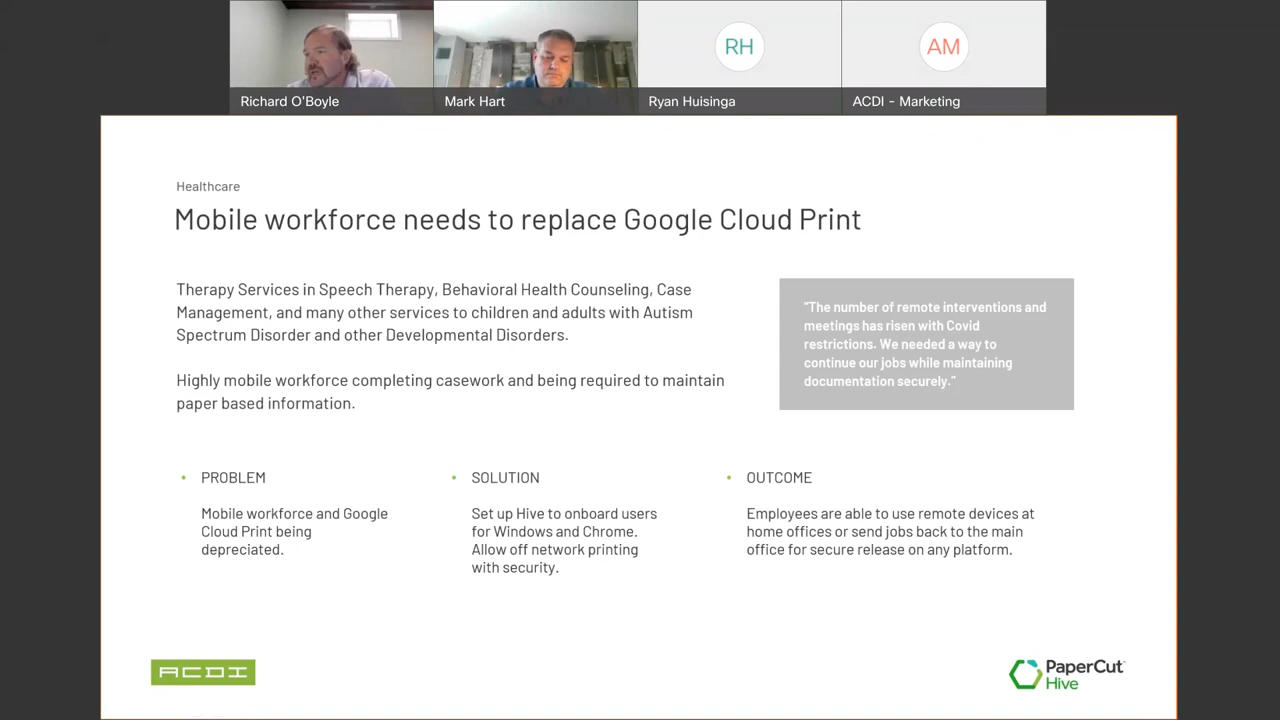 RH
AM
Richard O'Boyle
Mark Hart
Ryan Huisinga
ACDI - Marketing
Healthcare
Mobile workforce needs to replace Google Cloud Print
Therapy Services in Speech Therapy, Behavioral Health Counseling, Case
Management, and many other services to children and adults with Autism
Spectrum Disorder and other Developmental Disorders.
Highly mobile workforce completing casework and being required to maintain
paper based information.
"The number of remote interventions and
meetings has risen with Covid
restrictions. We needed a way to
continue our jobs while maintaining
documentation securely."
• PROBLEM
Mobile workforce and Google
Cloud Print being
depreciated.
• SOLUTION
Set up Hive to onboard users
for Windows and Chrome.
Allow off network printing
with security.
• OUTCOME
Employees are able to use remote devices at
home offices or send jobs back to the main
office for secure release on any platform.
ACDI
PaperCut
Hive